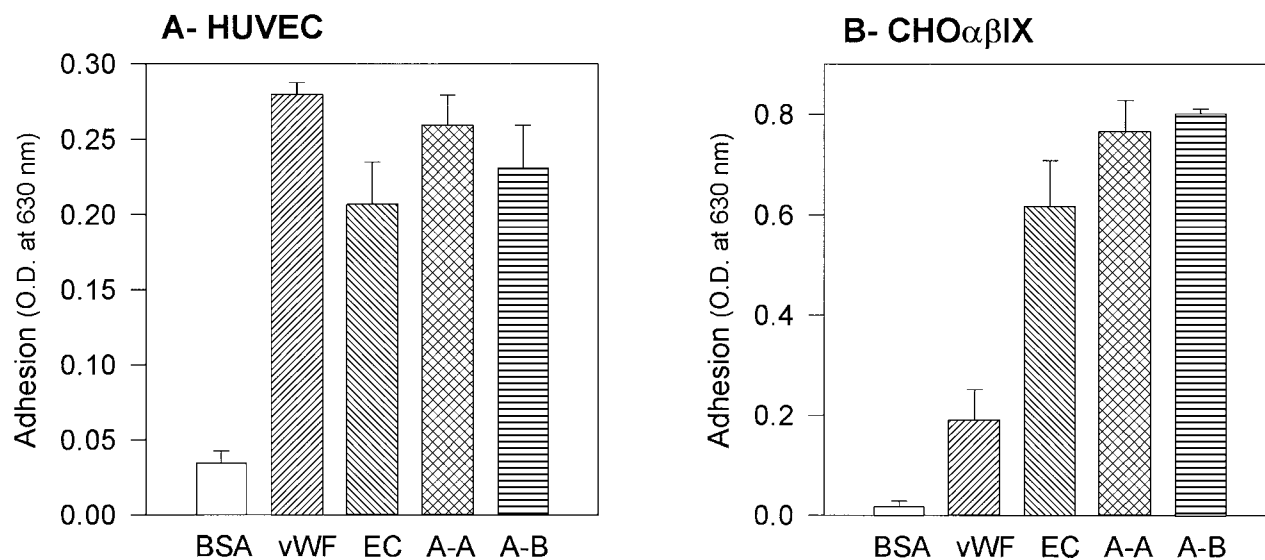 A- HUVEC
Adhesion (O.D. at 630 nm)
0.30
0.25
0.20
0.15
0.10
0.05
0.00
BSA vWF EC A-A A-B
B- CHOαβIX
Adhesion (O.D. at 630 nm)
0.8
0.6
0.4
0.2
0.0
BSA vWF EC A-A A-B